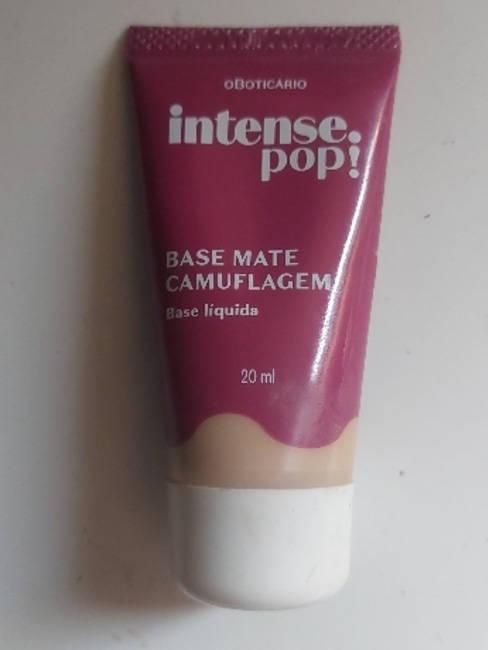 oBOTICÁRIO
intense.
pop!
BASE MATE
CAMUFLAGEM
Base líquida
20 ml